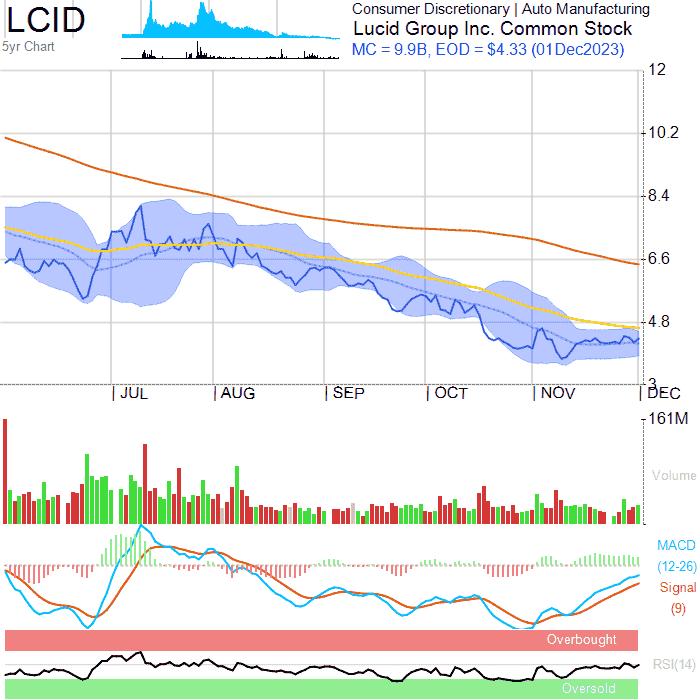 LCID
5yr Chart
Consumer Discretionary | Auto Manufacturing
Lucid Group Inc. Common Stock
MC = 9.9B, EOD = $4.33 (01Dec2023)
12
10.2
8.4
6.6
4.8
3
JUL AUG SEP OCT NOV DEC
161M
Volume
MACD
(12-26)
Signal
(9)
Overbought
RSI(14)
Oversold